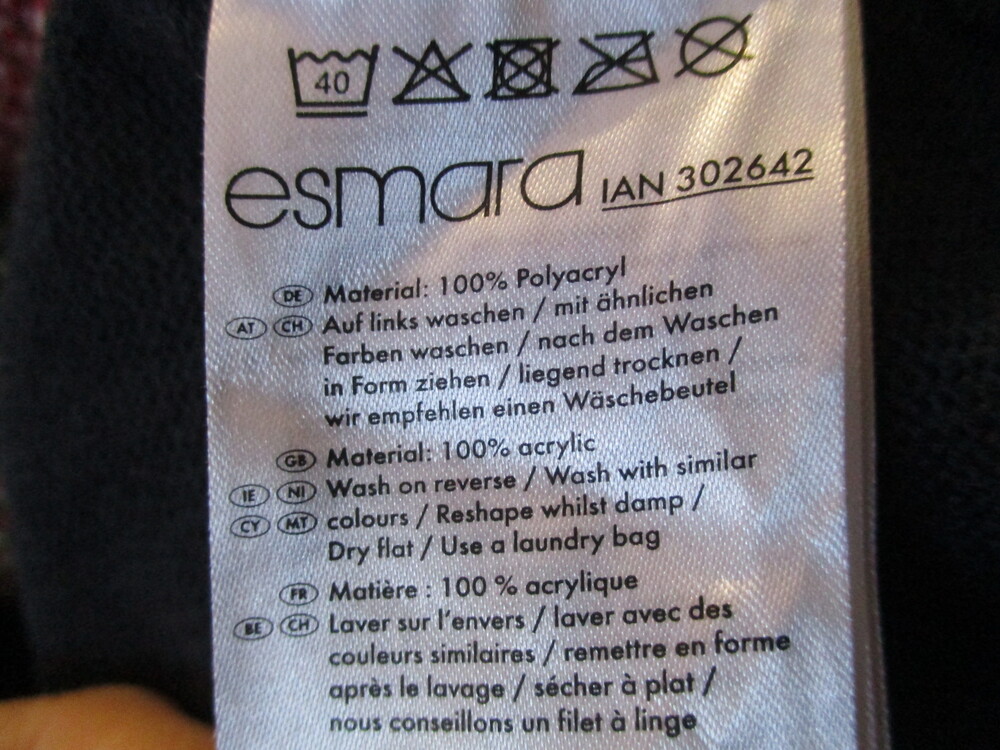 40
esmara IAN 302642
DE Material: 100% Polyacryl
AT CH Auf links waschen / mit ähnlichen
Farben waschen / nach dem Waschen
in Form ziehen / liegend trocknen /
wir empfehlen einen Wäschebeutel
GB Material: 100% acrylic
IE NI Wash on reverse / Wash with similar
CY MT colours / Reshape whilst damp /
Dry flat / Use a laundry bag
FR Matière : 100 % acrylique
BE CH Laver sur l'envers / laver avec des
couleurs similaires / remettre en forme
après le lavage / sécher à plat /
nous conseillons un filet à linge